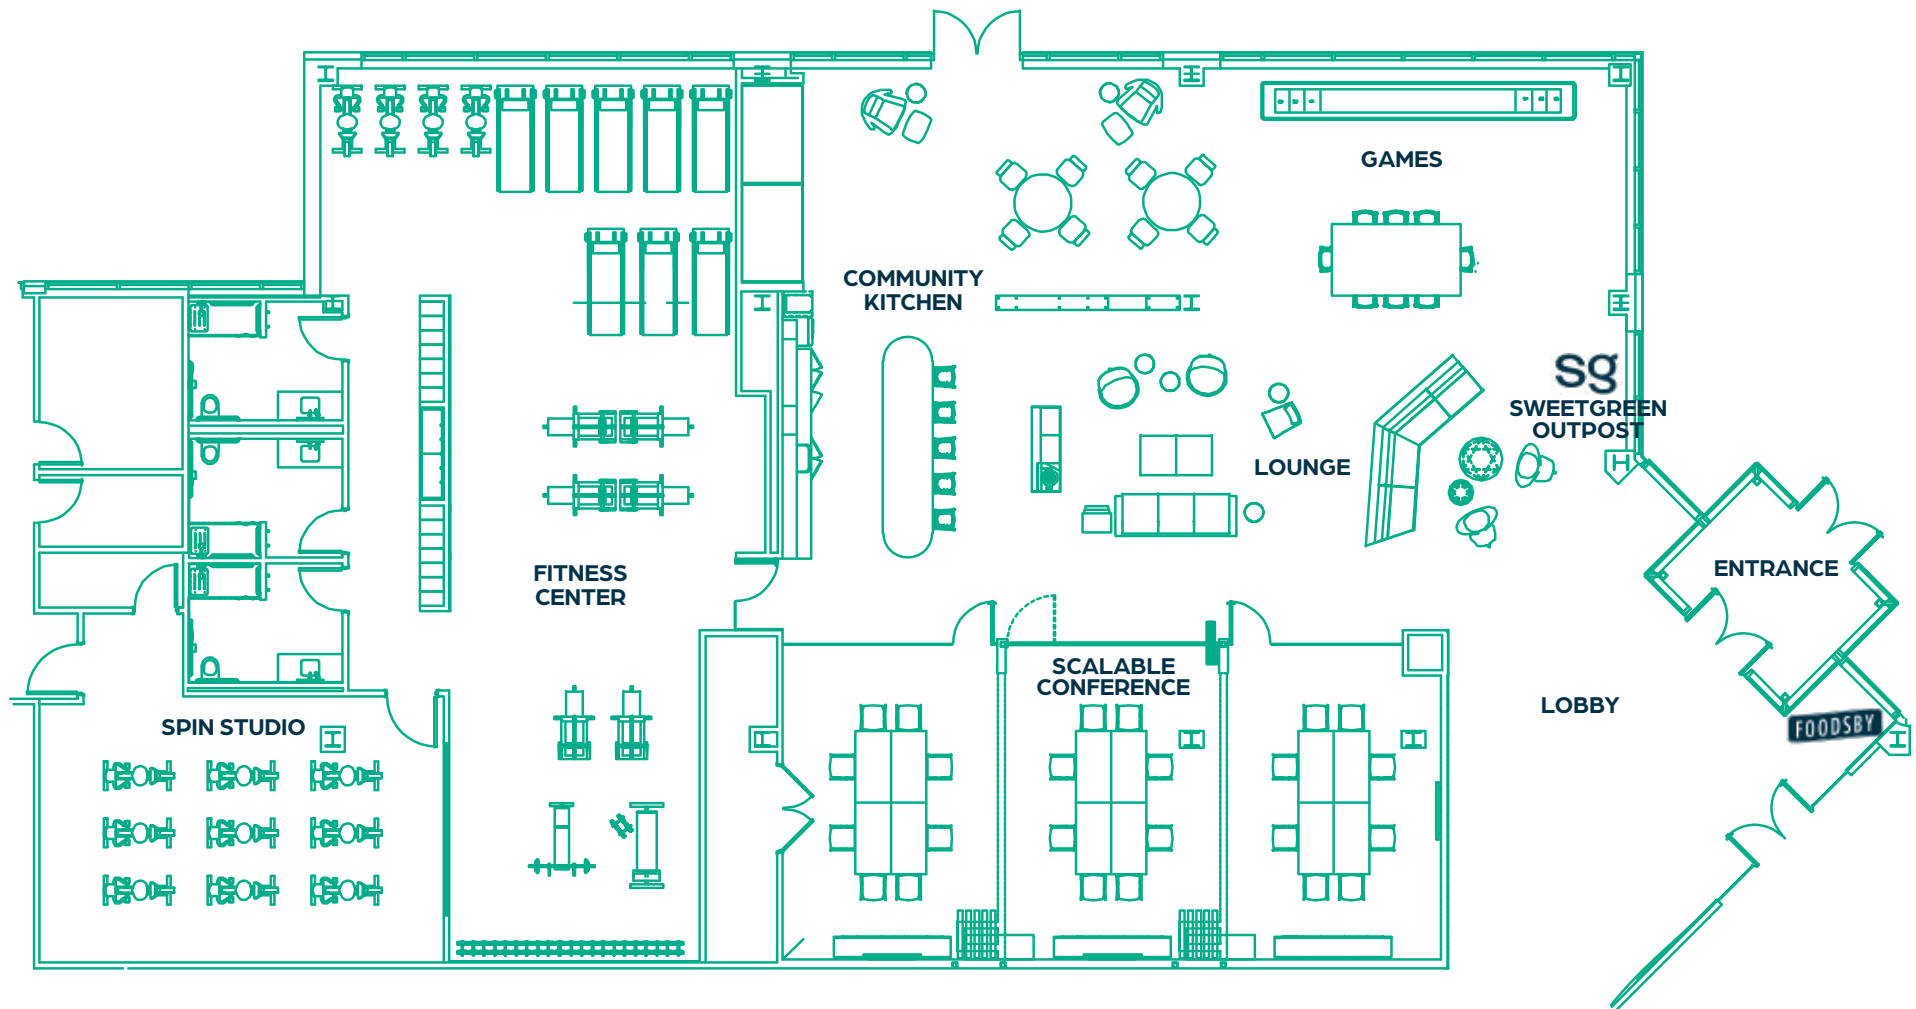 GAMES
COMMUNITY
KITCHEN
sg
SWEETGREEN
OUTPOST
LOUNGE
ENTRANCE
FITNESS
CENTER
SCALABLE
CONFERENCE
LOBBY
FOODSBY
SPIN STUDIO